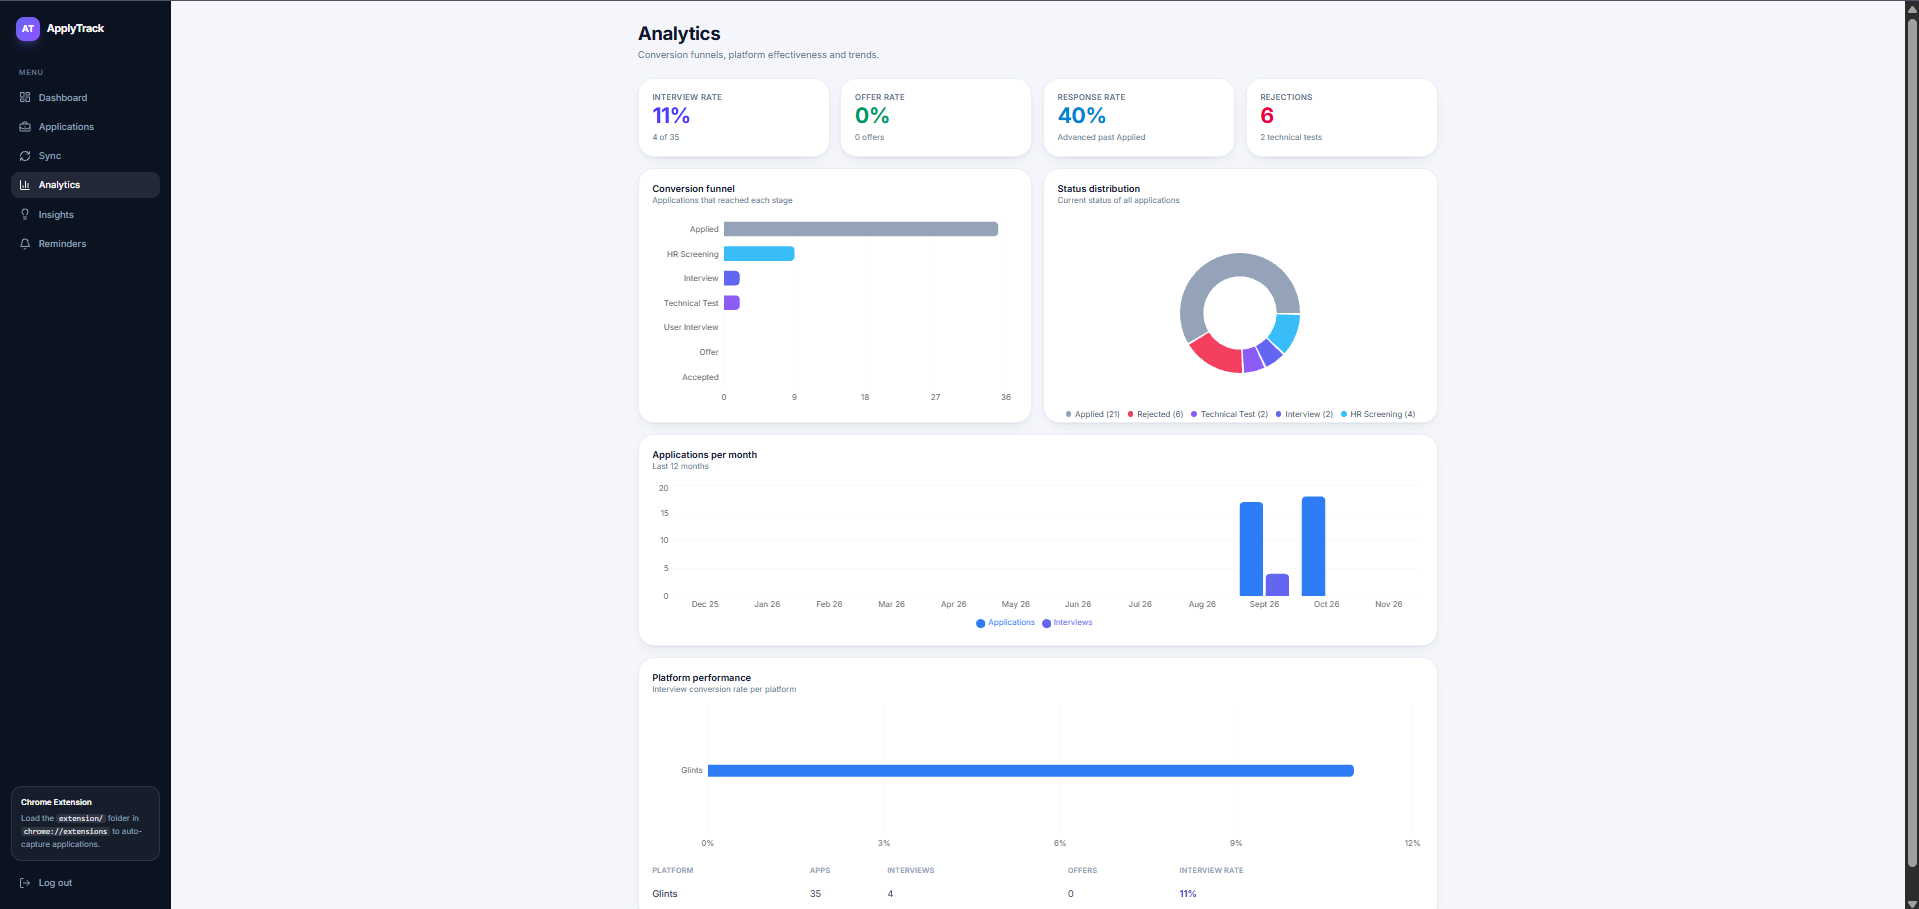 AT ApplyTrack
MENU
Dashboard
Applications
Sync
Analytics
Insights
Reminders
Chrome Extension
Load the extension/ folder in
chrome://extensions to auto-
capture applications.
Log out
Analytics
Conversion funnels, platform effectiveness and trends.
INTERVIEW RATE
11%
4 of 35
OFFER RATE
0%
0 offers
RESPONSE RATE
40%
Advanced past Applied
REJECTIONS
6
2 technical tests
Conversion funnel
Applications that reached each stage
Applied
HR Screening
Interview
Technical Test
User Interview
Offer
Accepted
0 9 18 27 36
Status distribution
Current status of all applications
Applied (21) Rejected (6) Technical Test (2) Interview (2) HR Screening (4)
Applications per month
Last 12 months
20
15
10
5
0
Dec 25 Jan 26 Feb 26 Mar 26 Apr 26 May 26 Jun 26 Jul 26 Aug 26 Sept 26 Oct 26 Nov 26
Applications Interviews
Platform performance
Interview conversion rate per platform
Glints
0% 3% 6% 9% 12%
PLATFORM APPS INTERVIEWS OFFERS INTERVIEW RATE
Glints 35 4 0 11%